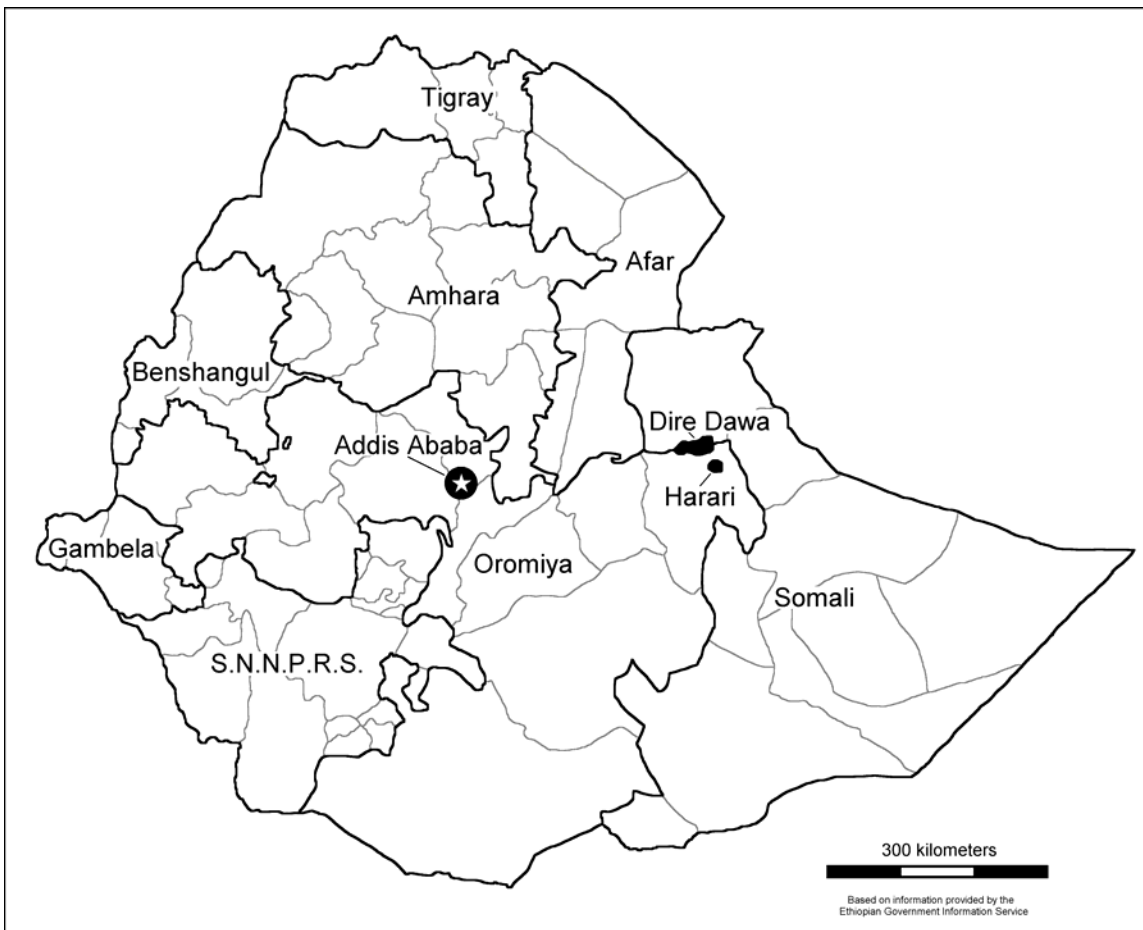 Tigray
Afar
Amhara
Benshangul
Dire Dawa
Addis Ababa
Harari
Gambela
Oromiya
Somali
S.N.N.P.R.S.
300 kilometers
Based on information provided by the
Ethiopian Government Information Service